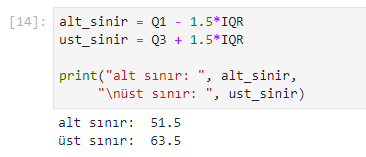 [14]: alt_sinir = Q1 - 1.5*IQR
ust_sinir = Q3 + 1.5*IQR
print("alt sınır: ", alt_sinir,
"\nüst sınır: ", ust_sinir)
alt sınır:  51.5
üst sınır:  63.5